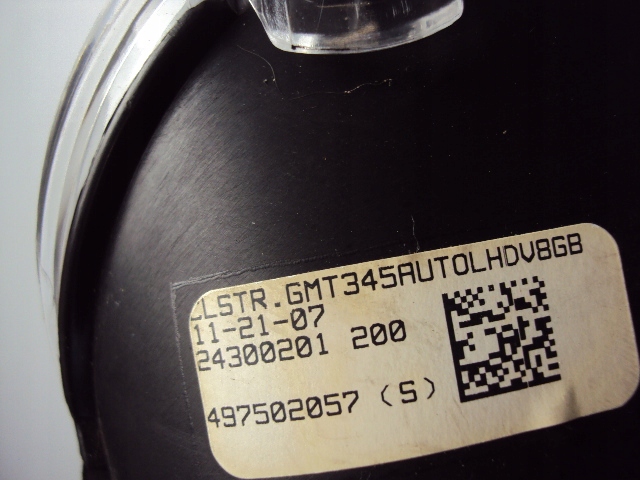 CLSTR.GMT345AUTOLHDV8GB
11-21-07
24300201 200
497502057 (S)